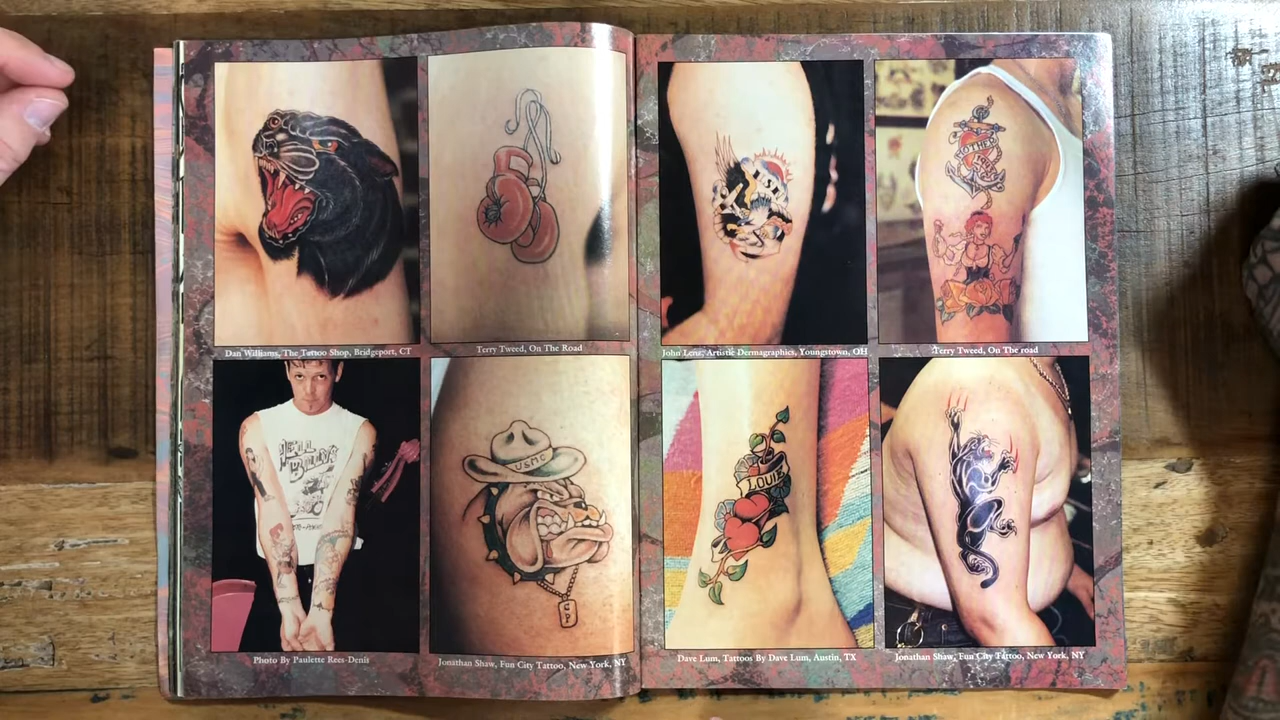 Dan Williams, The Tattoo Shop, Bridgeport, CT
Terry Tweed, On The Road
USMC
Photo By Paulette Rees-Denis
Jonathan Shaw, Fun City Tattoo, New York, NY
John Lenz, Artistic Dermagraphics, Youngstown, OH
MOTHER
Terry Tweed, On The road
LOUIE
Dave Lum, Tattoos By Dave Lum, Austin, TX
Jonathan Shaw, Fun City Tattoo, New York, NY